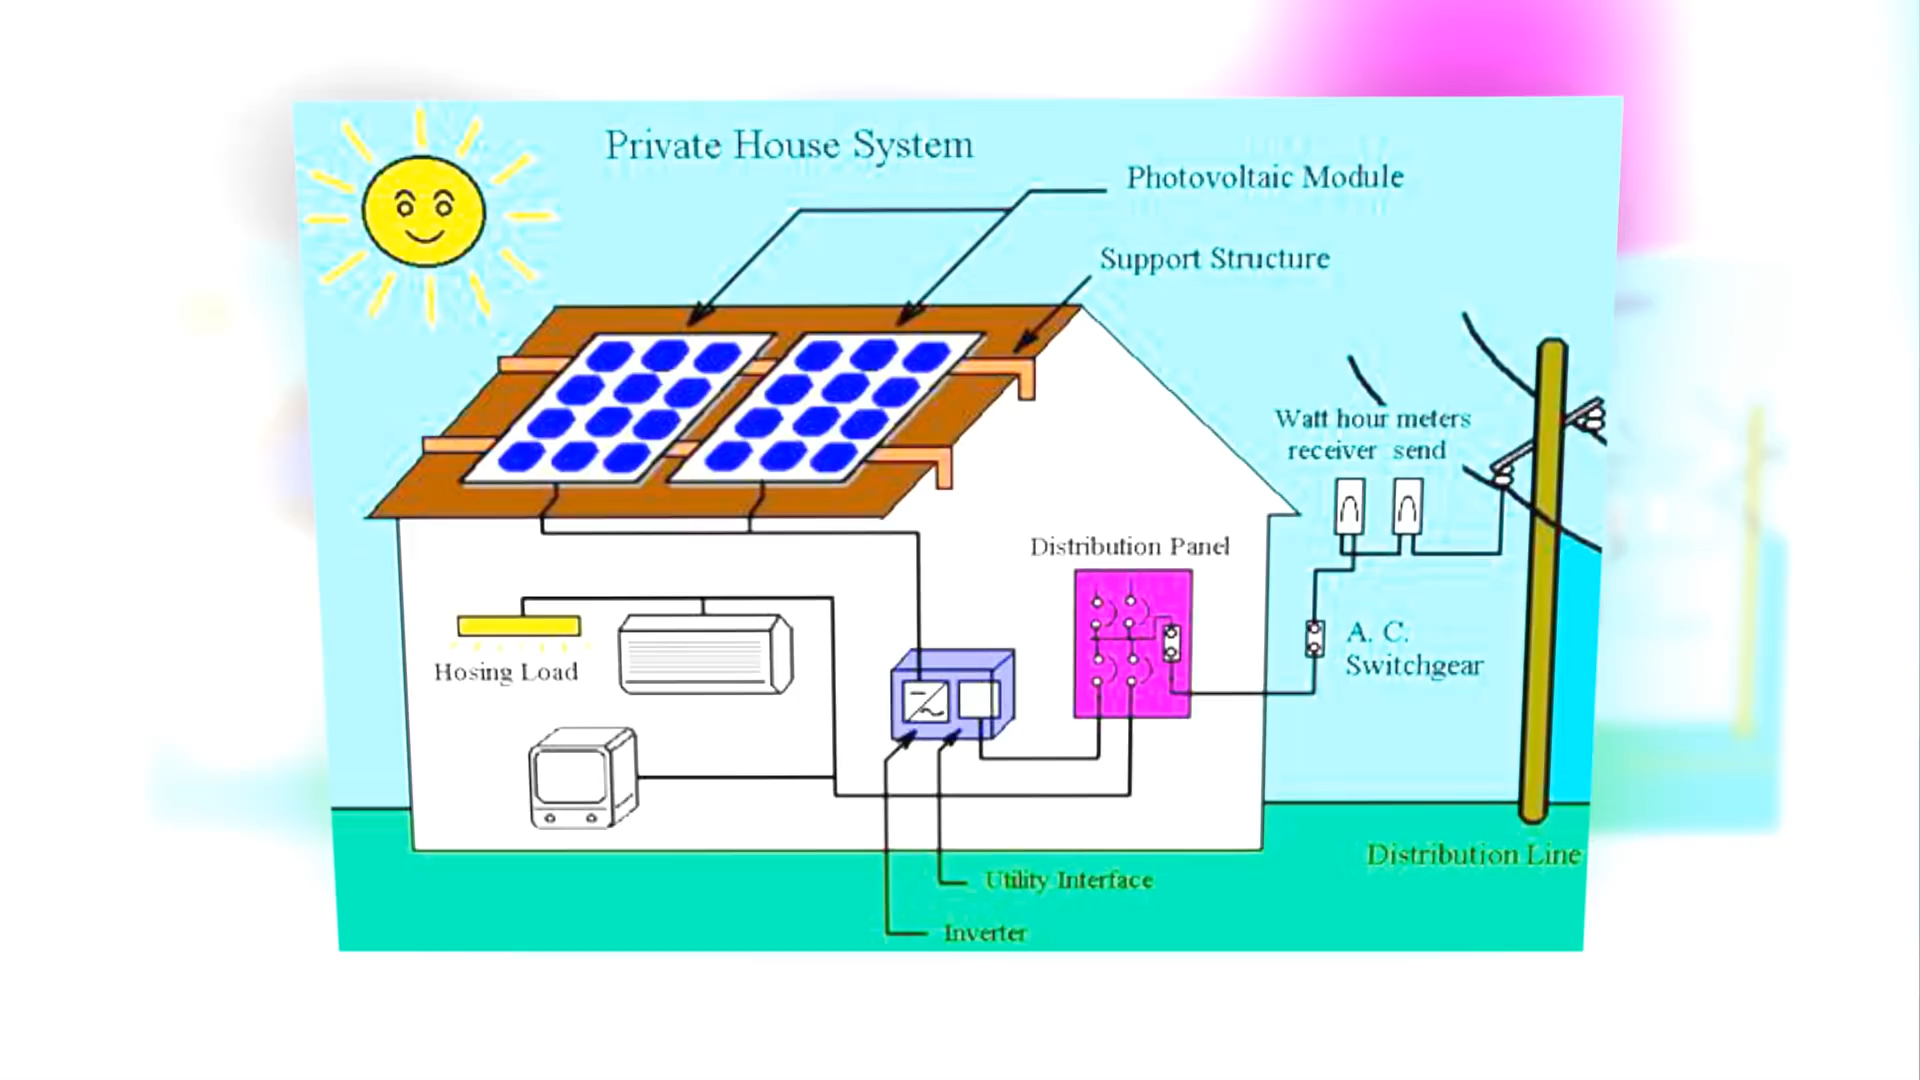 Private House System
Photovoltaic Module
Support Structure
Watt hour meters
receiver send
Distribution Panel
A. C.
Switchgear
Hosing Load
Distribution Line
Utility Interface
Inverter